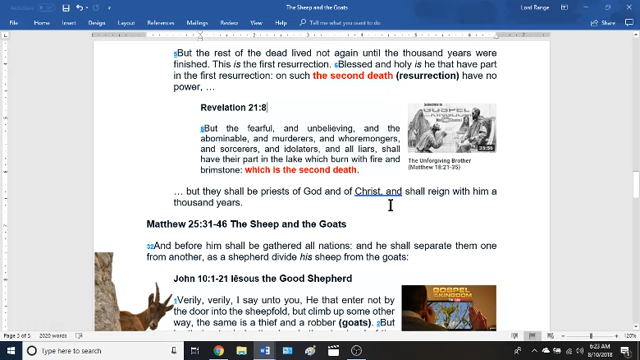 The Sheep and the Goats
Lord Range
File Home Insert Design Layout References Mailings Review View Help Tell me what you want to do Share
5But the rest of the dead lived not again until the thousand years were
finished. This is the first resurrection. 6Blessed and holy is he that have part
in the first resurrection: on such the second death (resurrection) have no
power, …
Revelation 21:8
8But the fearful, and unbelieving, and the
abominable, and murderers, and whoremongers,
and sorcerers, and idolaters, and all liars, shall
have their part in the lake which burn with fire and
brimstone: which is the second death.
GOSPEL
KINGDOM
35:56
The Unforgiving Brother
(Matthew 18:21-35)
… but they shall be priests of God and of Christ, and shall reign with him a
thousand years.
Matthew 25:31-46 The Sheep and the Goats
32And before him shall be gathered all nations: and he shall separate them one
from another, as a shepherd divide his sheep from the goats:
John 10:1-21 Iēsous the Good Shepherd
1Verily, verily, I say unto you, He that enter not by
the door into the sheepfold, but climb up some other
way, the same is a thief and a robber (goats). 2But
GOSPEL
KINGDOM
Page 3 of 5 2020 words
Type here to search
6:23 AM
8/10/2018